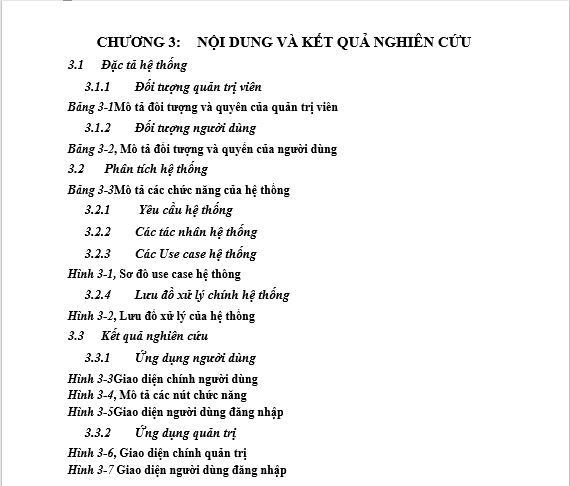 CHƯƠNG 3: NỘI DUNG VÀ KẾT QUẢ NGHIÊN CỨU
3.1 Đặc tả hệ thống
3.1.1 Đối tượng quản trị viên
Bảng 3-1Mô tả đối tượng và quyền của quản trị viên
3.1.2 Đối tượng người dùng
Bảng 3-2, Mô tả đối tượng và quyền của người dùng
3.2 Phân tích hệ thống
Bảng 3-3Mô tả các chức năng của hệ thống
3.2.1 Yêu cầu hệ thống
3.2.2 Các tác nhân hệ thống
3.2.3 Các Use case hệ thống
Hình 3-1, Sơ đồ use case hệ thống
3.2.4 Lưu đồ xử lý chính hệ thống
Hình 3-2, Lưu đồ xử lý của hệ thống
3.3 Kết quả nghiên cứu
3.3.1 Ứng dụng người dùng
Hình 3-3Giao diện chính người dùng
Hình 3-4, Mô tả các nút chức năng
Hình 3-5Giao diện người dùng đăng nhập
3.3.2 Ứng dụng quản trị
Hình 3-6, Giao diện chính quản trị
Hình 3-7 Giao diện người dùng đăng nhập